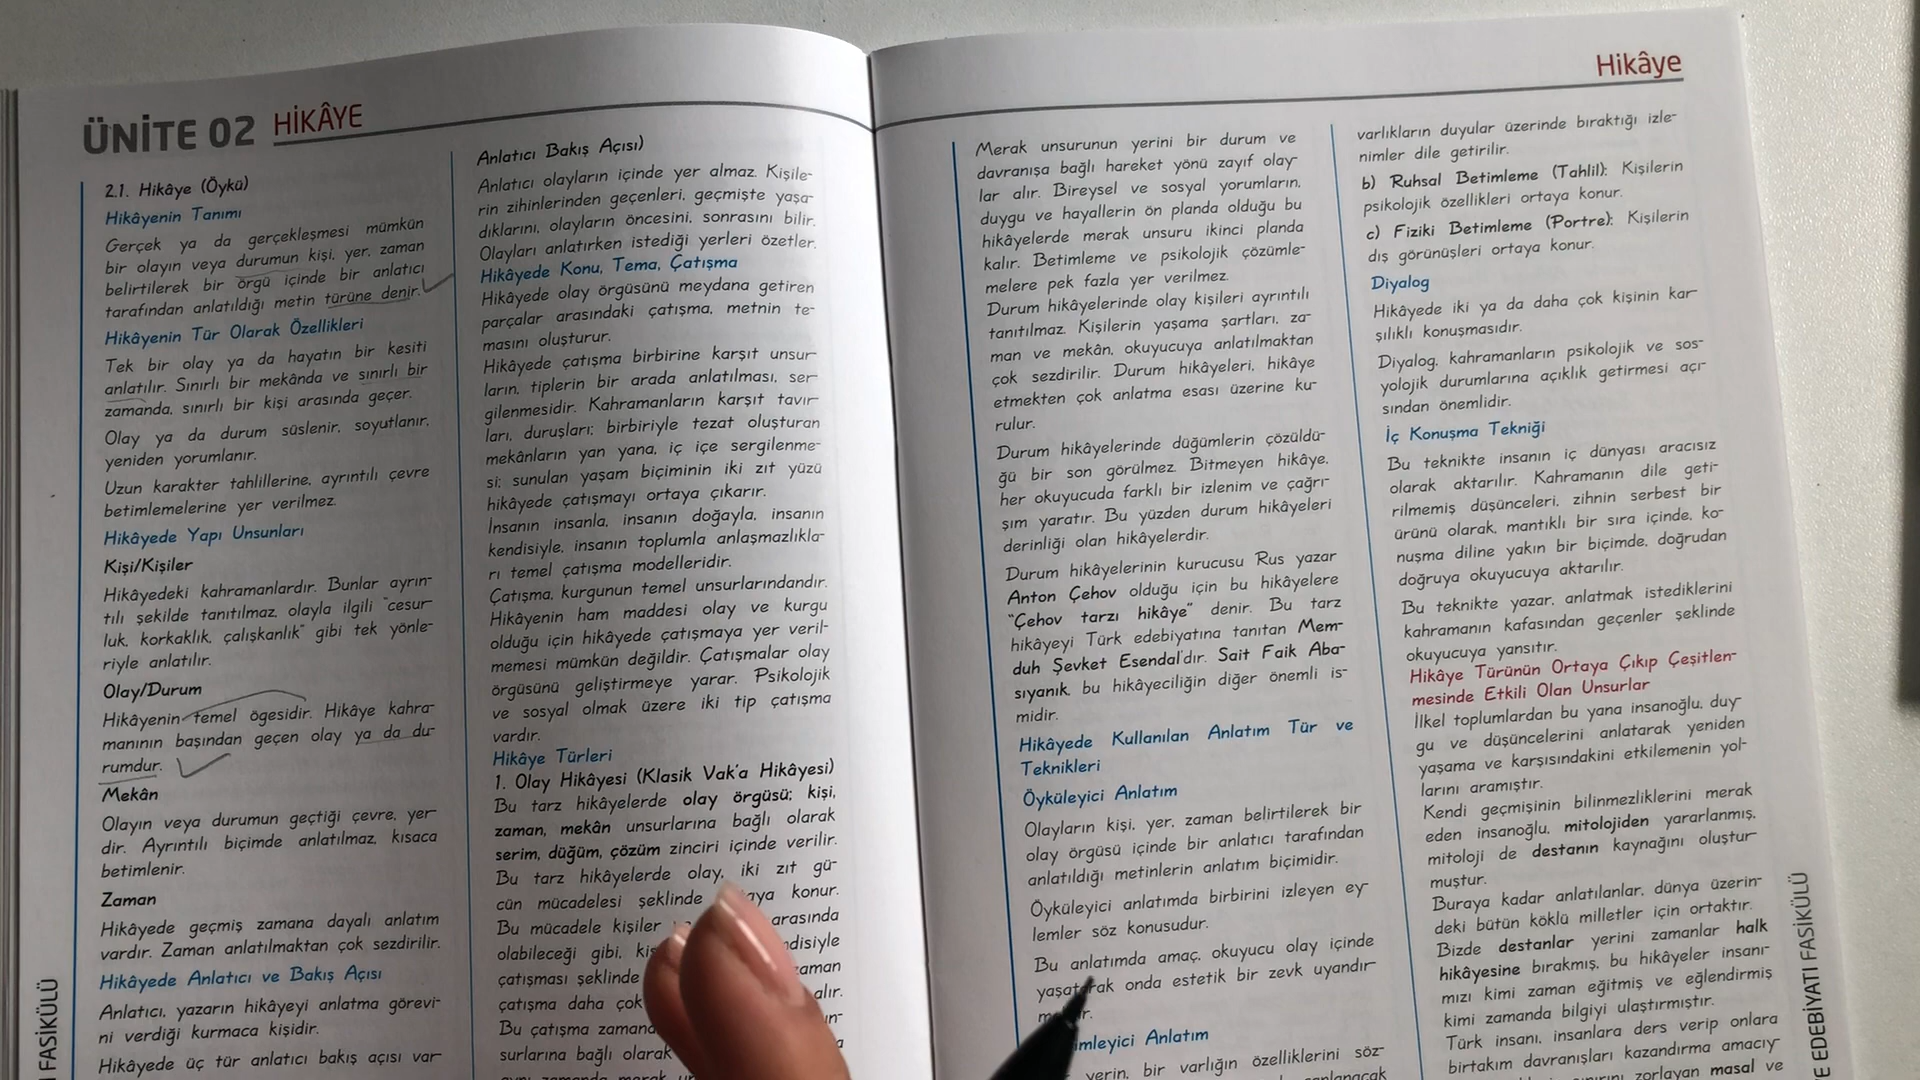 ÜNİTE 02 HİKÂYE
2.1. Hikâye (Öykü)
Hikâyenin Tanımı
Gerçek ya da gerçekleşmesi mümkün
bir olayın veya durumun kişi, yer, zaman
belirtilerek bir örgü içinde bir anlatıcı
tarafından anlatıldığı metin türüne denir.
Hikâyenin Tür Olarak Özellikleri
Tek bir olay ya da hayatın bir kesiti
anlatılır. Sınırlı bir mekânda ve sınırlı bir
zamanda, sınırlı bir kişi arasında geçer.
Olay ya da durum süslenir, soyutlanır,
yeniden yorumlanır.
Uzun karakter tahlillerine, ayrıntılı çevre
betimlemelerine yer verilmez.
Hikâyede Yapı Unsunları
Kişi/Kişiler
Hikâyedeki kahramanlardır. Bunlar ayrın-
tılı şekilde tanıtılmaz, olayla ilgili "cesur-
luk, korkaklık, çalışkanlık" gibi tek yönle-
riyle anlatılır.
Olay/Durum
Hikâyenin temel ögesidir. Hikâye kahra-
manının başından geçen olay ya da du-
rumdur.
Mekân
Olayın veya durumun geçtiği çevre, yer-
dir. Ayrıntılı biçimde anlatılmaz, kısaca
betimlenir.
Zaman
Hikâyede geçmiş zamana dayalı anlatım
vardır. Zaman anlatılmaktan çok sezdirilir.
Hikâyede Anlatıcı ve Bakış Açısı
Anlatıcı, yazarın hikâyeyi anlatma görevi-
ni verdiği kurmaca kişidir.
Hikâyede üç tür anlatıcı bakış açısı var-
FASİKÜLÜ
Anlatıcı Bakış Açısı)
Anlatıcı olayların içinde yer almaz. Kişile-
rin zihinlerinden geçenleri, geçmişte yaşa-
dıklarını, olayların öncesini, sonrasını bilir.
Olayları anlatırken istediği yerleri özetler.
Hikâyede Konu, Tema, Çatışma
Hikâyede olay örgüsünü meydana getiren
parçalar arasındaki çatışma, metnin te-
masını oluşturur.
Hikâyede çatışma birbirine karşıt unsur-
ların, tiplerin bir arada anlatılması, ser-
gilenmesidir. Kahramanların karşıt tavır-
ları, duruşları; birbiriyle tezat oluşturan
mekânların yan yana, iç içe sergilenme-
si; sunulan yaşam biçiminin iki zıt yüzü
hikâyede çatışmayı ortaya çıkarır.
İnsanın insanla, insanın doğayla, insanın
kendisiyle, insanın toplumla anlaşmazlıkla-
rı temel çatışma modelleridir.
Çatışma, kurgunun temel unsurlarındandır.
Hikâyenin ham maddesi olay ve kurgu
olduğu için hikâyede çatışmaya yer veril-
memesi mümkün değildir. Çatışmalar olay
örgüsünü geliştirmeye yarar. Psikolojik
ve sosyal olmak üzere iki tip çatışma
vardır.
Hikâye Türleri
1. Olay Hikâyesi (Klasik Vak'a Hikâyesi)
Bu tarz hikâyelerde olay örgüsü; kişi,
zaman, mekân unsurlarına bağlı olarak
serim, düğüm, çözüm zinciri içinde verilir.
Bu tarz hikâyelerde olay, iki zıt gü-
cün mücadelesi şeklinde konur.
Bu mücadele kişiler arasında
olabileceği gibi,
çatışması şeklinde
çatışma daha çok
Bu çatışma
surlarına bağlı olarak
Hikâye
Merak unsurunun yerini bir durum ve
davranışa bağlı hareket yönü zayıf olay-
lar alır. Bireysel ve sosyal yorumların,
duygu ve hayallerin ön planda olduğu bu
hikâyelerde merak unsuru ikinci planda
kalır. Betimleme ve psikolojik çözümle-
melere pek fazla yer verilmez.
Durum hikâyelerinde olay kişileri ayrıntılı
tanıtılmaz. Kişilerin yaşama şartları, za-
man ve mekân, okuyucuya anlatılmaktan
çok sezdirilir. Durum hikâyeleri, hikâye
etmekten çok anlatma esası üzerine ku-
rulur.
Durum hikâyelerinde düğümlerin çözüldü-
ğü bir son görülmez. Bitmeyen hikâye,
her okuyucuda farklı bir izlenim ve çağrı-
şım yaratır. Bu yüzden durum hikâyeleri
derinliği olan hikâyelerdir.
Durum hikâyelerinin kurucusu Rus yazar
Anton Çehov olduğu için bu hikâyelere
"Çehov tarzı hikâye" denir. Bu tarz
hikâyeyi Türk edebiyatına tanıtan Mem-
duh Şevket Esendal'dır. Sait Faik Aba-
sıyanık, bu hikâyeciliğin diğer önemli is-
midir.
Hikâyede Kullanılan Anlatım Tür ve
Teknikleri
Öyküleyici Anlatım
Olayların kişi, yer, zaman belirtilerek bir
olay örgüsü içinde bir anlatıcı tarafından
anlatıldığı metinlerin anlatım biçimidir.
Öyküleyici anlatımda birbirini izleyen ey-
lemler söz konusudur.
Bu anlatımda amaç, okuyucu olay içinde
yaşatarak onda estetik bir zevk uyandır-
Anlatım
yerin, bir varlığın özelliklerini söz-
varlıkların duyular üzerinde bıraktığı izle-
nimler dile getirilir.
b) Ruhsal Betimleme (Tahlil): Kişilerin
psikolojik özellikleri ortaya konur.
c) Fiziki Betimleme (Portre): Kişilerin
dış görünüşleri ortaya konur.
Diyalog
Hikâyede iki ya da daha çok kişinin kar-
şılıklı konuşmasıdır.
Diyalog, kahramanların psikolojik ve sos-
yolojik durumlarına açıklık getirmesi açı-
sından önemlidir.
İç Konuşma Tekniği
Bu teknikte insanın iç dünyası aracısız
olarak aktarılır. Kahramanın dile geti-
rilmemiş düşünceleri, zihnin serbest bir
ürünü olarak, mantıklı bir sıra içinde, ko-
nuşma diline yakın bir biçimde, doğrudan
doğruya okuyucuya aktarılır.
Bu teknikte yazar, anlatmak istediklerini
kahramanın kafasından geçenler şeklinde
okuyucuya yansıtır.
Hikâye Türünün Ortaya Çıkıp Çeşitlen-
mesinde Etkili Olan Unsurlar
İlkel toplumlardan bu yana insanoğlu, duy-
gu ve düşüncelerini anlatarak yeniden
yaşama ve karşısındakini etkilemenin yol-
larını aramıştır.
Kendi geçmişinin bilinmezliklerini merak
eden insanoğlu, mitolojiden yararlanmış,
mitoloji de destanın kaynağını oluştur-
muştur.
Buraya kadar anlatılanlar, dünya üzerin-
deki bütün köklü milletler için ortaktır.
Bizde destanlar yerini zamanlar halk
hikâyesine bırakmış, bu hikâyeler insanı-
mızı kimi zaman eğitmiş ve eğlendirmiş
kimi zamanda bilgiyi ulaştırmıştır.
Türk insanı, insanlara ders verip onlara
birtakım davranışları kazandırma amacıy-
zorlayan masal ve
EDEBİYATI FASİKÜLÜ